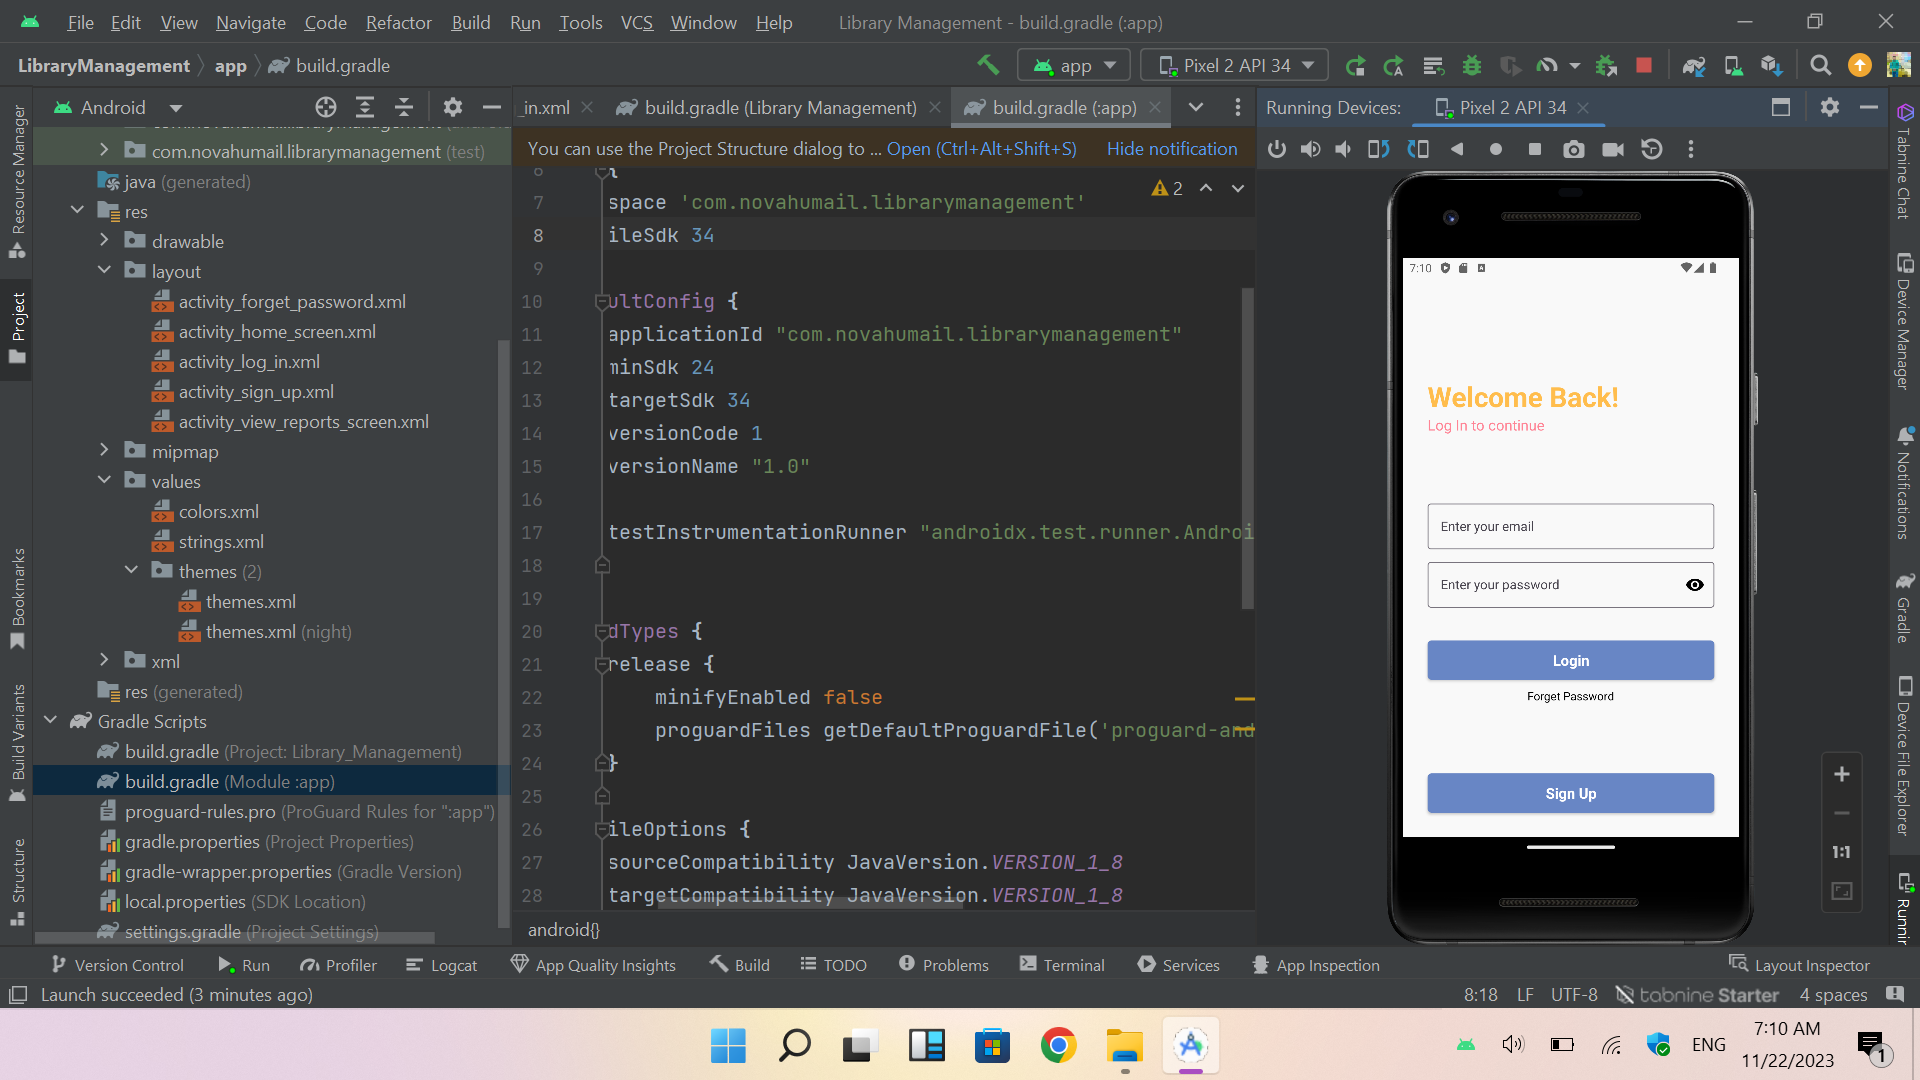 File Edit View Navigate Code Refactor Build Run Tools VCS Window Help Library Management - build.gradle (:app)
LibraryManagement app build.gradle app Pixel 2 API 34
Android
_in.xml build.gradle (Library Management) build.gradle (:app)
Running Devices: Pixel 2 API 34
You can use the Project Structure dialog to ... Open (Ctrl+Alt+Shift+S) Hide notification
Resource Manager
Project
Bookmarks
Build Variants
Structure
com.novahumail.librarymanagement (test)
java (generated)
res
drawable
layout
activity_forget_password.xml
activity_home_screen.xml
activity_log_in.xml
activity_sign_up.xml
activity_view_reports_screen.xml
mipmap
values
colors.xml
strings.xml
themes (2)
themes.xml
themes.xml (night)
xml
res (generated)
Gradle Scripts
build.gradle (Project: Library_Management)
build.gradle (Module :app)
proguard-rules.pro (ProGuard Rules for ":app")
gradle.properties (Project Properties)
gradle-wrapper.properties (Gradle Version)
local.properties (SDK Location)
settings.gradle (Project Settings)
2
6 {
7 space 'com.novahumail.librarymanagement'
8 ileSdk 34
9
10 ultConfig {
11 applicationId "com.novahumail.librarymanagement"
12 minSdk 24
13 targetSdk 34
14 versionCode 1
15 versionName "1.0"
16
17 testInstrumentationRunner "androidx.test.runner.Androi
18
19
20 dTypes {
21 release {
22 minifyEnabled false
23 proguardFiles getDefaultProguardFile('proguard-and
24 }
25
26 ileOptions {
27 sourceCompatibility JavaVersion.VERSION_1_8
28 targetCompatibility JavaVersion.VERSION_1_8
android{}
7:10
Welcome Back!
Log In to continue
Enter your email
Enter your password
Login
Forget Password
Sign Up
1:1
Tabnine Chat
Device Manager
Notifications
Gradle
Device File Explorer
Runnin
Version Control Run Profiler Logcat App Quality Insights Build TODO Problems Terminal Services App Inspection Layout Inspector
Launch succeeded (3 minutes ago) 8:18 LF UTF-8 tabnine Starter 4 spaces
ENG
7:10 AM
11/22/2023
1